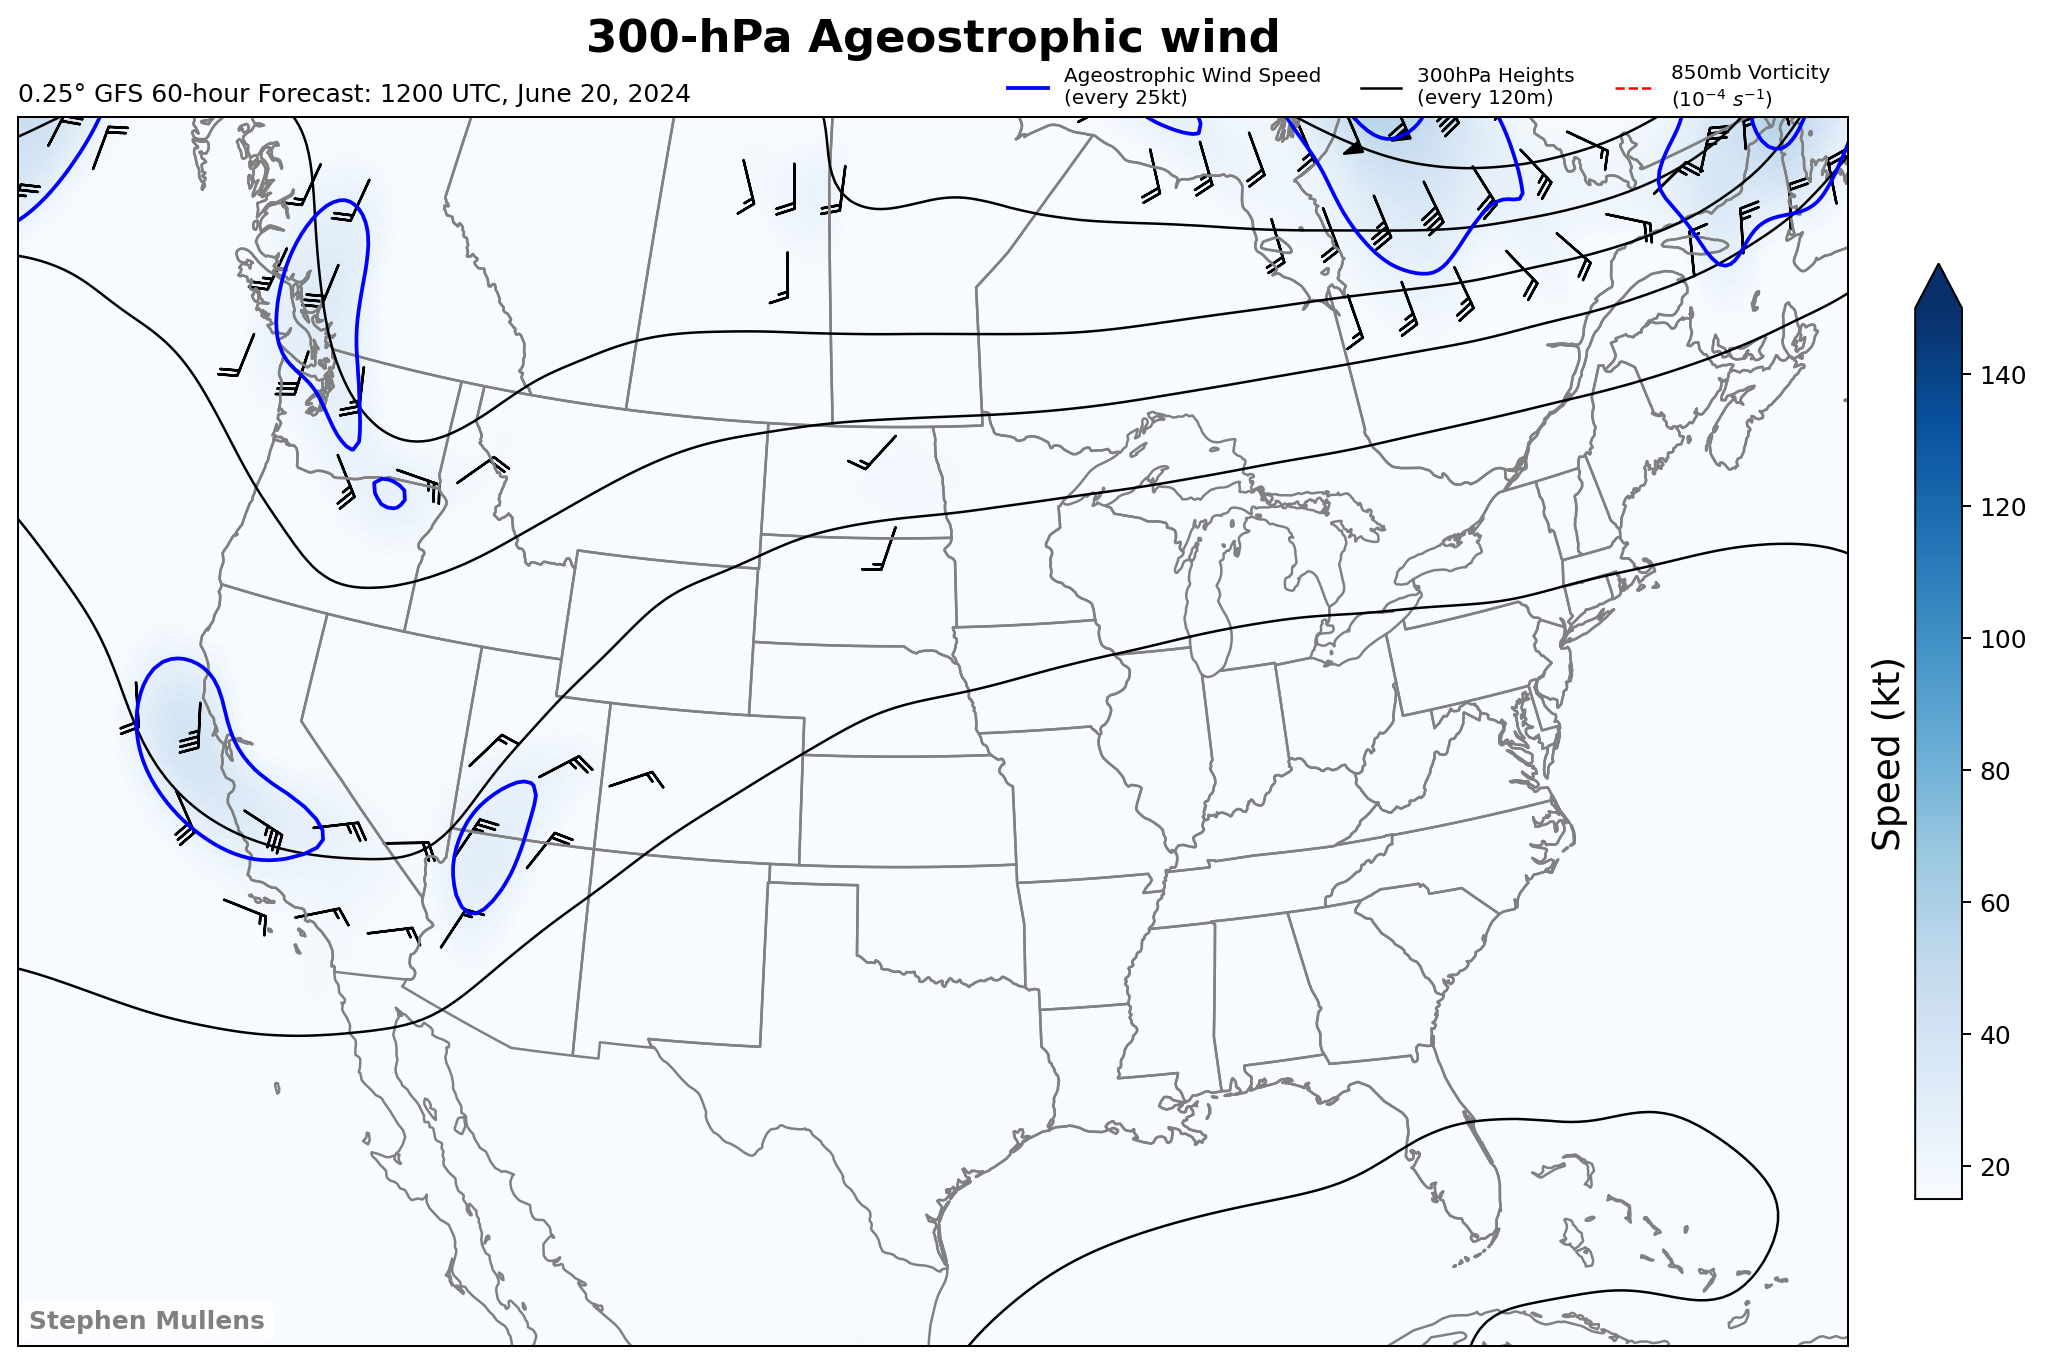 300-hPa Ageostrophic wind
0.25° GFS 60-hour Forecast: 1200 UTC, June 20, 2024
Ageostrophic Wind Speed
(every 25kt)
300hPa Heights
(every 120m)
850mb Vorticity
(10⁻⁴ s⁻¹)
140
120
100
80
60
40
20
Speed (kt)
Stephen Mullens